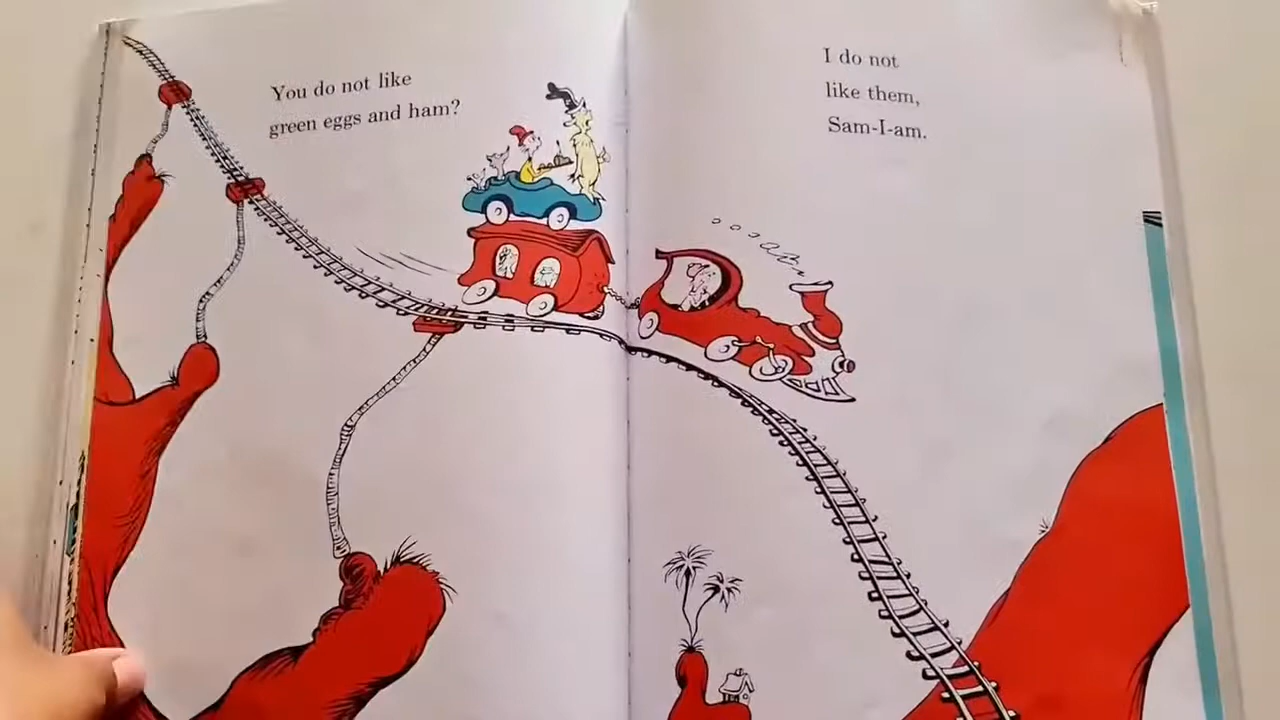 You do not like
green eggs and ham?
I do not
like them,
Sam-I-am.